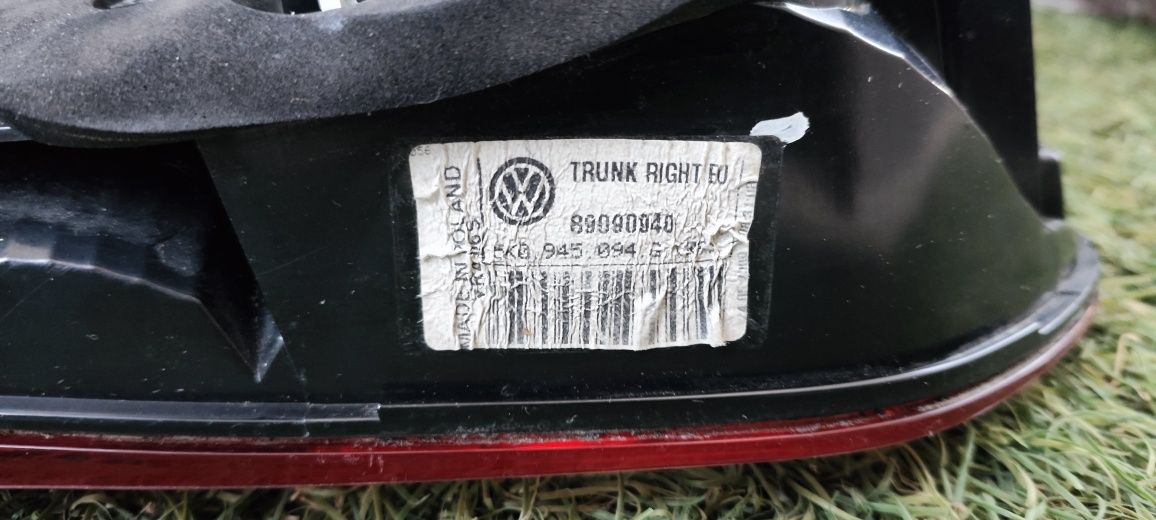 TRUNK RIGHT EU
89090940
5K0 945 094 G
MADE IN POLAND